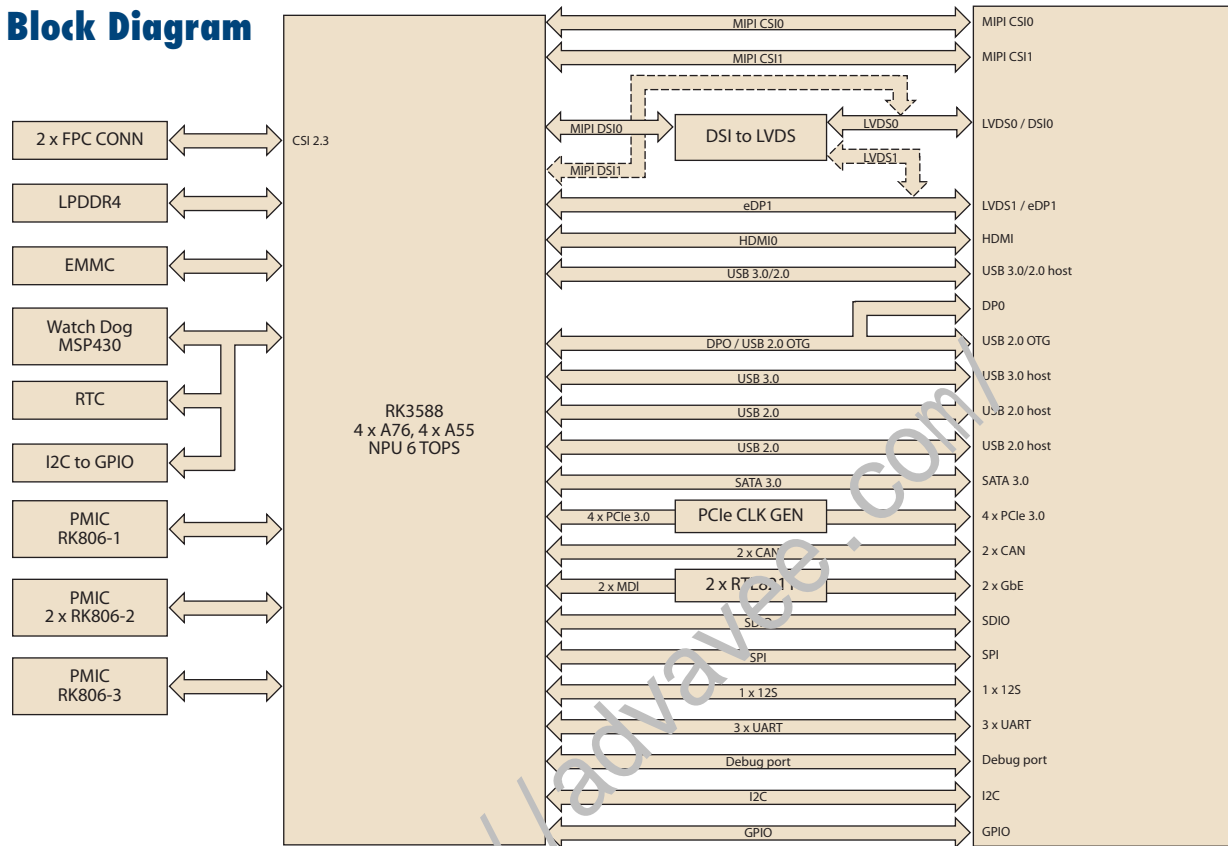 Block Diagram
2 x FPC CONN
LPDDR4
EMMC
Watch Dog
MSP430
RTC
I2C to GPIO
PMIC
RK806-1
PMIC
2 x RK806-2
PMIC
RK806-3
CSI 2.3
RK3588
4 x A76, 4 x A55
NPU 6 TOPS
MIPI CSI0
MIPI CSI1
MIPI DSI0
MIPI DSI1
DSI to LVDS
LVDS0
LVDS1
eDP1
HDMI0
USB 3.0/2.0
DPO / USB 2.0 OTG
USB 3.0
USB 2.0
USB 2.0
SATA 3.0
4 x PCIe 3.0
PCIe CLK GEN
2 x CAN
2 x MDI
SDIO
SPI
1 x 12S
3 x UART
Debug port
I2C
GPIO
MIPI CSI0
MIPI CSI1
LVDS0 / DSI0
LVDS1 / eDP1
HDMI
USB 3.0/2.0 host
DP0
USB 2.0 OTG
USB 3.0 host
USB 2.0 host
USB 2.0 host
SATA 3.0
4 x PCIe 3.0
2 x CAN
2 x GbE
SDIO
SPI
1 x 12S
3 x UART
Debug port
I2C
GPIO
//advavee.com/